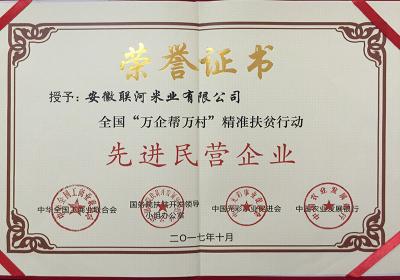 荣誉证书
授予：安徽联河米业有限公司
全国“万企帮万村”精准扶贫行动
先进民营企业
中华全国工商业联合会 国务院扶贫开发领导小组办公室 中国光彩事业促进会 中国农业发展银行
二〇一七年十月